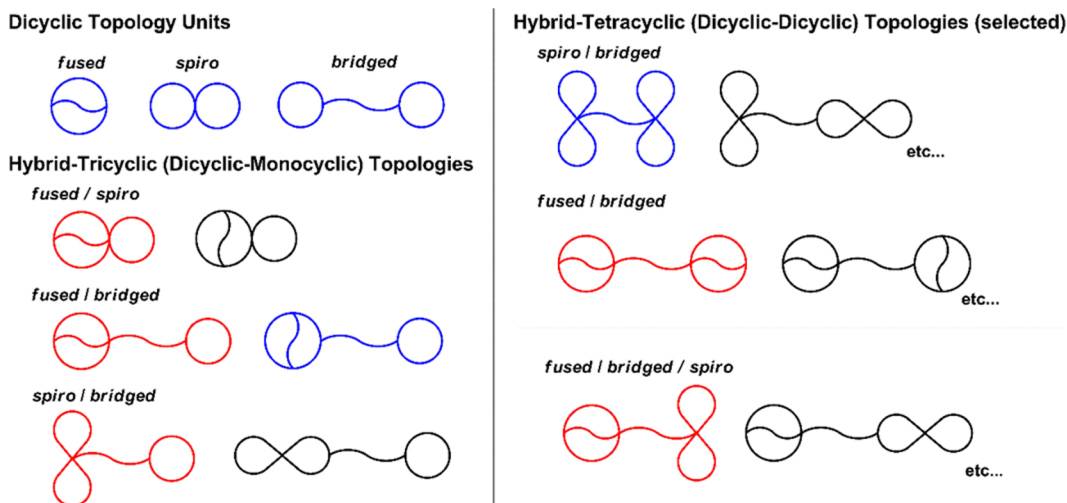 Dicyclic Topology Units
fused
spiro
bridged
Hybrid-Tricyclic (Dicyclic-Monocyclic) Topologies
fused / spiro
fused / bridged
spiro / bridged
Hybrid-Tetracyclic (Dicyclic-Dicyclic) Topologies (selected)
spiro / bridged
etc...
fused / bridged
etc...
fused / bridged / spiro
etc...